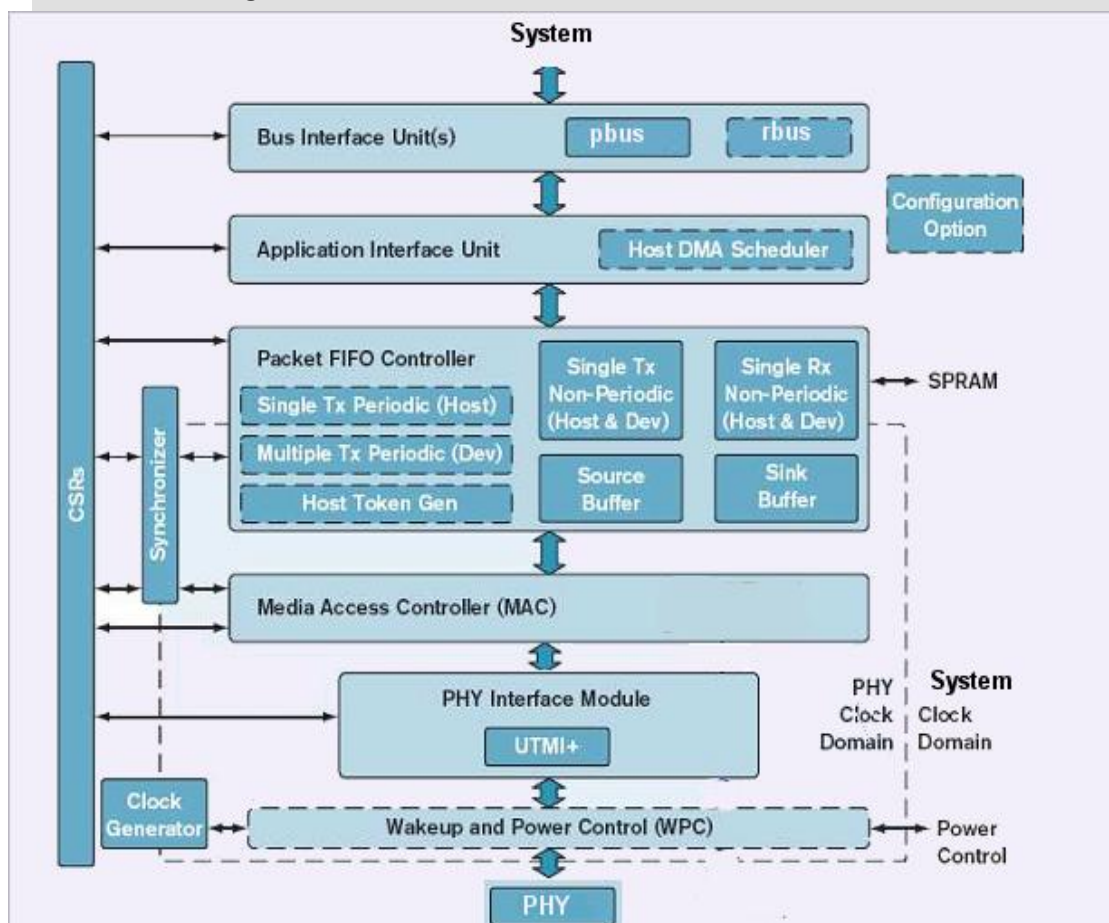 System
Bus Interface Unit(s)
pbus
rbus
Configuration
Option
Application Interface Unit
Host DMA Scheduler
Packet FIFO Controller
Single Tx
Non-Periodic
(Host & Dev)
Single Rx
Non-Periodic
(Host & Dev)
SPRAM
Single Tx Periodic (Host)
Multiple Tx Periodic (Dev)
Host Token Gen
Source
Buffer
Sink
Buffer
CSRs
Synchronizer
Media Access Controller (MAC)
PHY Interface Module
UTMI+
PHY
Clock
Domain
System
Clock
Domain
Clock
Generator
Wakeup and Power Control (WPC)
Power
Control
PHY